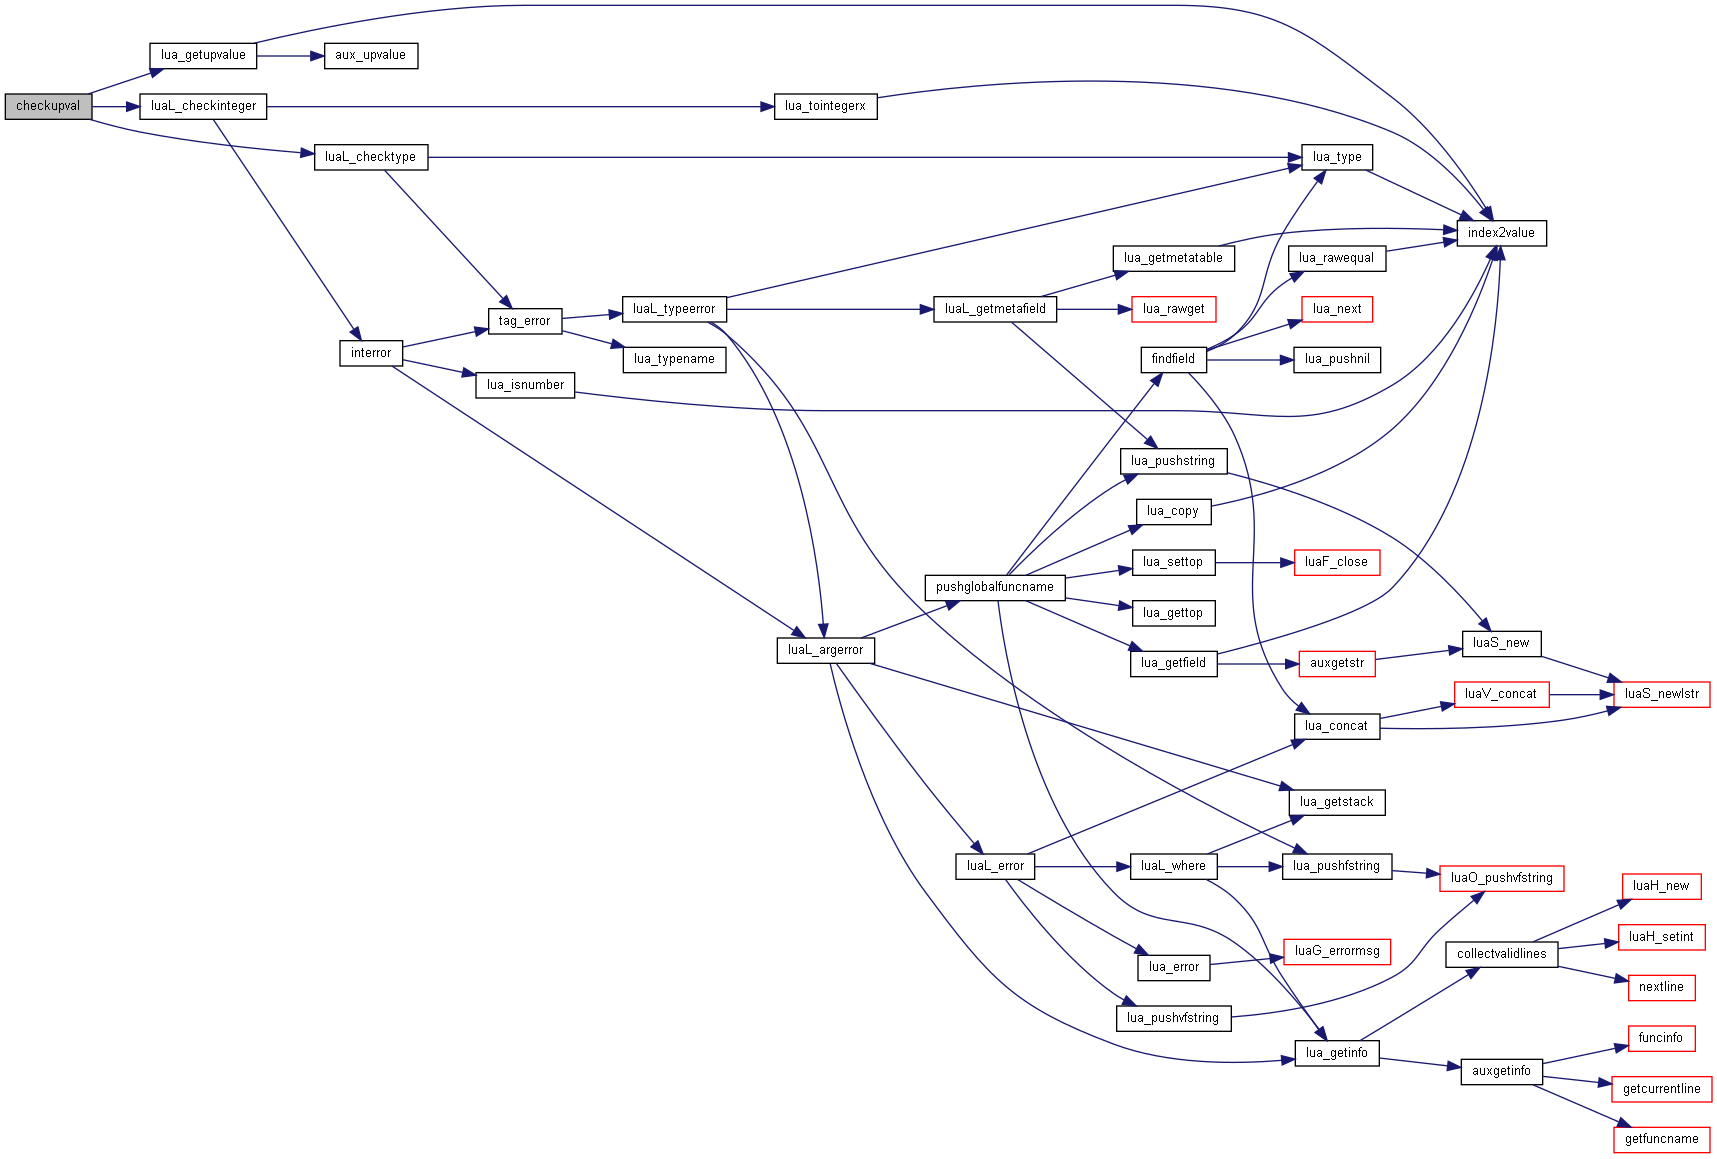 lua_getupvalue
aux_upvalue
checkupval
luaL_checkinteger
lua_tointegerx
luaL_checktype
lua_type
index2value
lua_getmetatable
lua_rawequal
luaL_typeerror
luaL_getmetafield
lua_rawget
lua_next
tag_error
interror
lua_typename
findfield
lua_pushnil
lua_isnumber
lua_pushstring
lua_copy
lua_settop
luaF_close
pushglobalfuncname
lua_gettop
luaL_argerror
lua_getfield
auxgetstr
luaS_new
luaV_concat
luaS_newlstr
lua_concat
lua_getstack
luaL_error
luaL_where
lua_pushfstring
luaO_pushvfstring
luaH_new
luaH_setint
collectvalidlines
luaG_errormsg
lua_error
nextline
lua_pushvfstring
lua_getinfo
funcinfo
auxgetinfo
getcurrentline
getfuncname